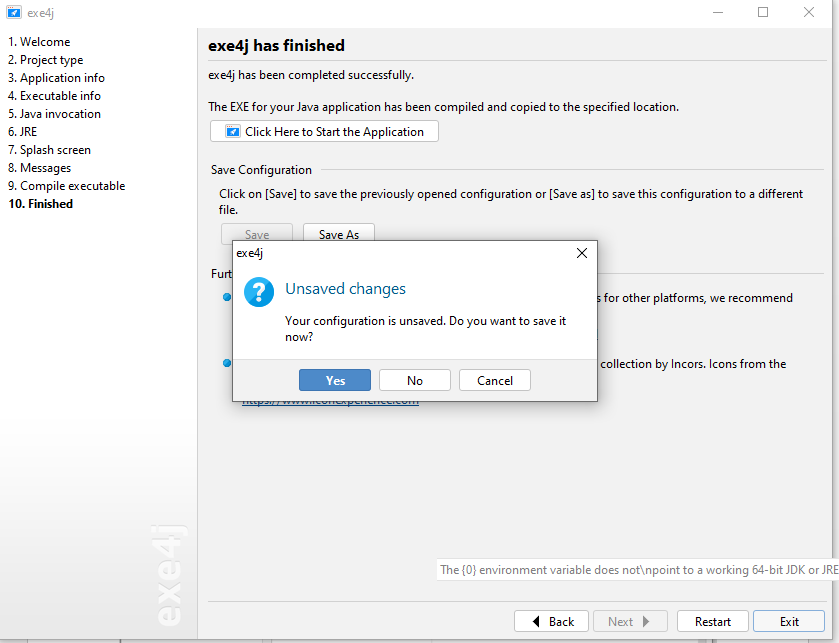 exe4j
1. Welcome
2. Project type
3. Application info
4. Executable info
5. Java invocation
6. JRE
7. Splash screen
8. Messages
9. Compile executable
10. Finished
exe4j
exe4j has finished
exe4j has been completed successfully.
The EXE for your Java application has been compiled and copied to the specified location.
Click Here to Start the Application
Save Configuration
Click on [Save] to save the previously opened configuration or [Save as] to save this configuration to a different
file.
Save
Save As
Furt
s for other platforms, we recommend
collection by Incors. Icons from the
https://www.iconexperience.com
exe4j
Unsaved changes
Your configuration is unsaved. Do you want to save it
now?
Yes
No
Cancel
The {0} environment variable does not\npoint to a working 64-bit JDK or JRE
Back
Next
Restart
Exit